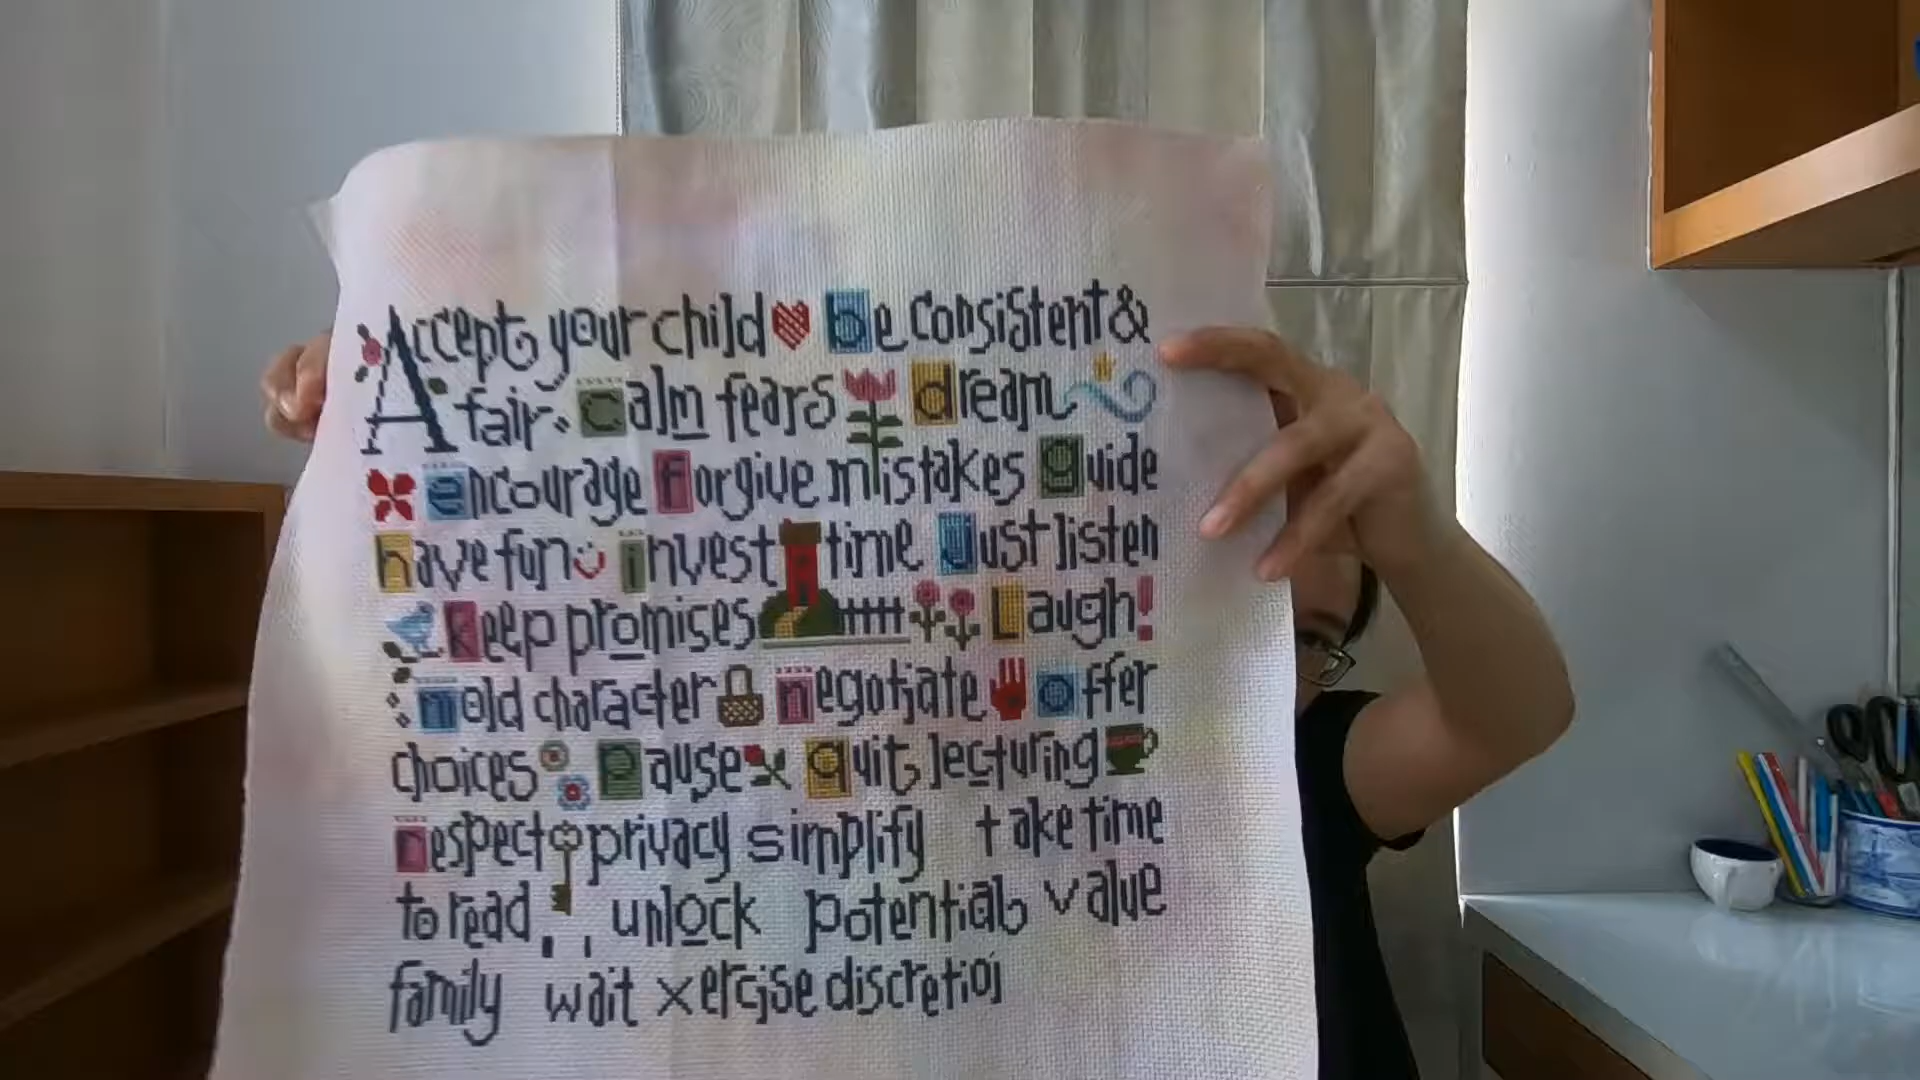 Accept your child be consistent &
fair calm fears dream
encourage forgive mistakes guide
have fun invest time Just listen
keep promises Laugh!
mold character negotiate offer
choices pause quit lecturing
respect privacy simplify take time
to read unlock potential value
family wait xercise discretio